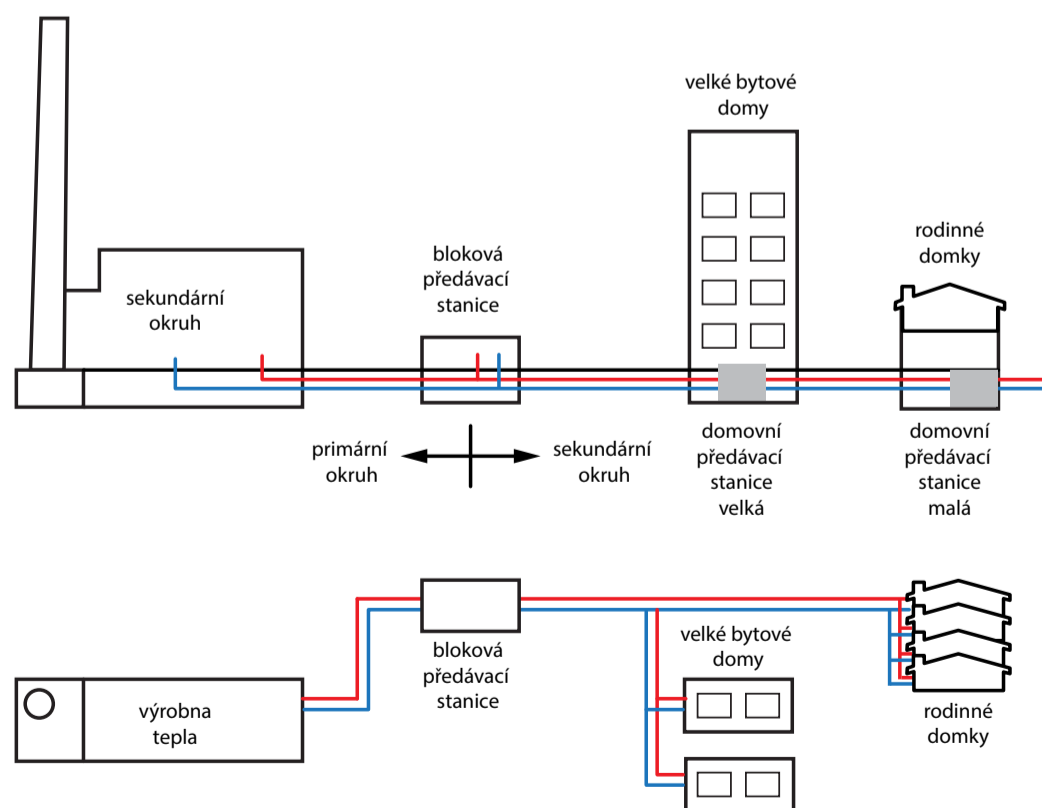 velké bytové
domy
rodinné
domky
bloková
předávací
stanice
sekundární
okruh
primární
okruh
sekundární
okruh
domovní
předávací
stanice
velká
domovní
předávací
stanice
malá
velké bytové
domy
bloková
předávací
stanice
výrobna
tepla
rodinné
domky